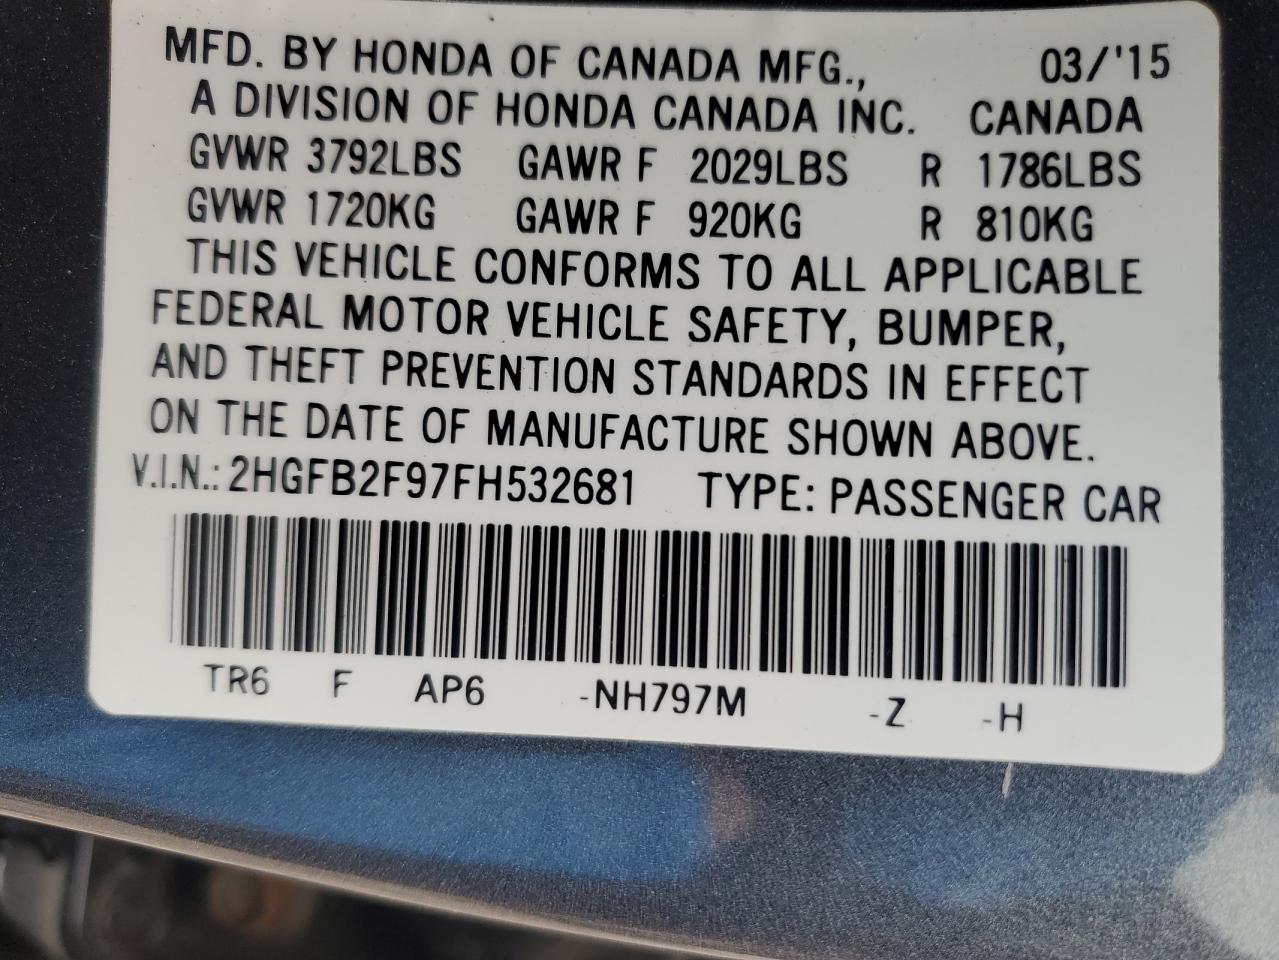 MFD. BY HONDA OF CANADA MFG., 03/'15
A DIVISION OF HONDA CANADA INC. CANADA
GVWR 3792LBS GAWR F 2029LBS R 1786LBS
GVWR 1720KG GAWR F 920KG R 810KG
THIS VEHICLE CONFORMS TO ALL APPLICABLE
FEDERAL MOTOR VEHICLE SAFETY, BUMPER,
AND THEFT PREVENTION STANDARDS IN EFFECT
ON THE DATE OF MANUFACTURE SHOWN ABOVE.
V.I.N.: 2HGFB2F97FH532681 TYPE: PASSENGER CAR
TR6 F AP6 -NH797M -Z -H